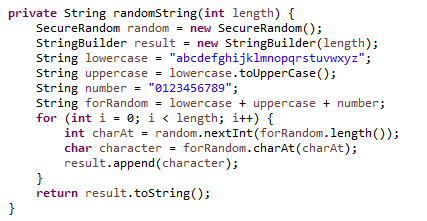 private String randomString(int length) {
    SecureRandom random = new SecureRandom();
    StringBuilder result = new StringBuilder(length);
    String lowercase = "abcdefghijklmnopqrstuvwxyz";
    String uppercase = lowercase.toUpperCase();
    String number = "0123456789";
    String forRandom = lowercase + uppercase + number;
    for (int i = 0; i < length; i++) {
        int charAt = random.nextInt(forRandom.length());
        char character = forRandom.charAt(charAt);
        result.append(character);
    }
    return result.toString();
}